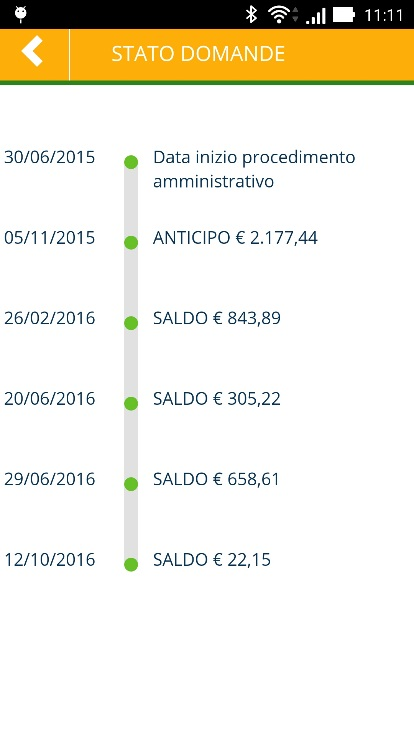 11:11
STATO DOMANDE
30/06/2015 Data inizio procedimento
amministrativo
05/11/2015 ANTICIPO € 2.177,44
26/02/2016 SALDO € 843,89
20/06/2016 SALDO € 305,22
29/06/2016 SALDO € 658,61
12/10/2016 SALDO € 22,15